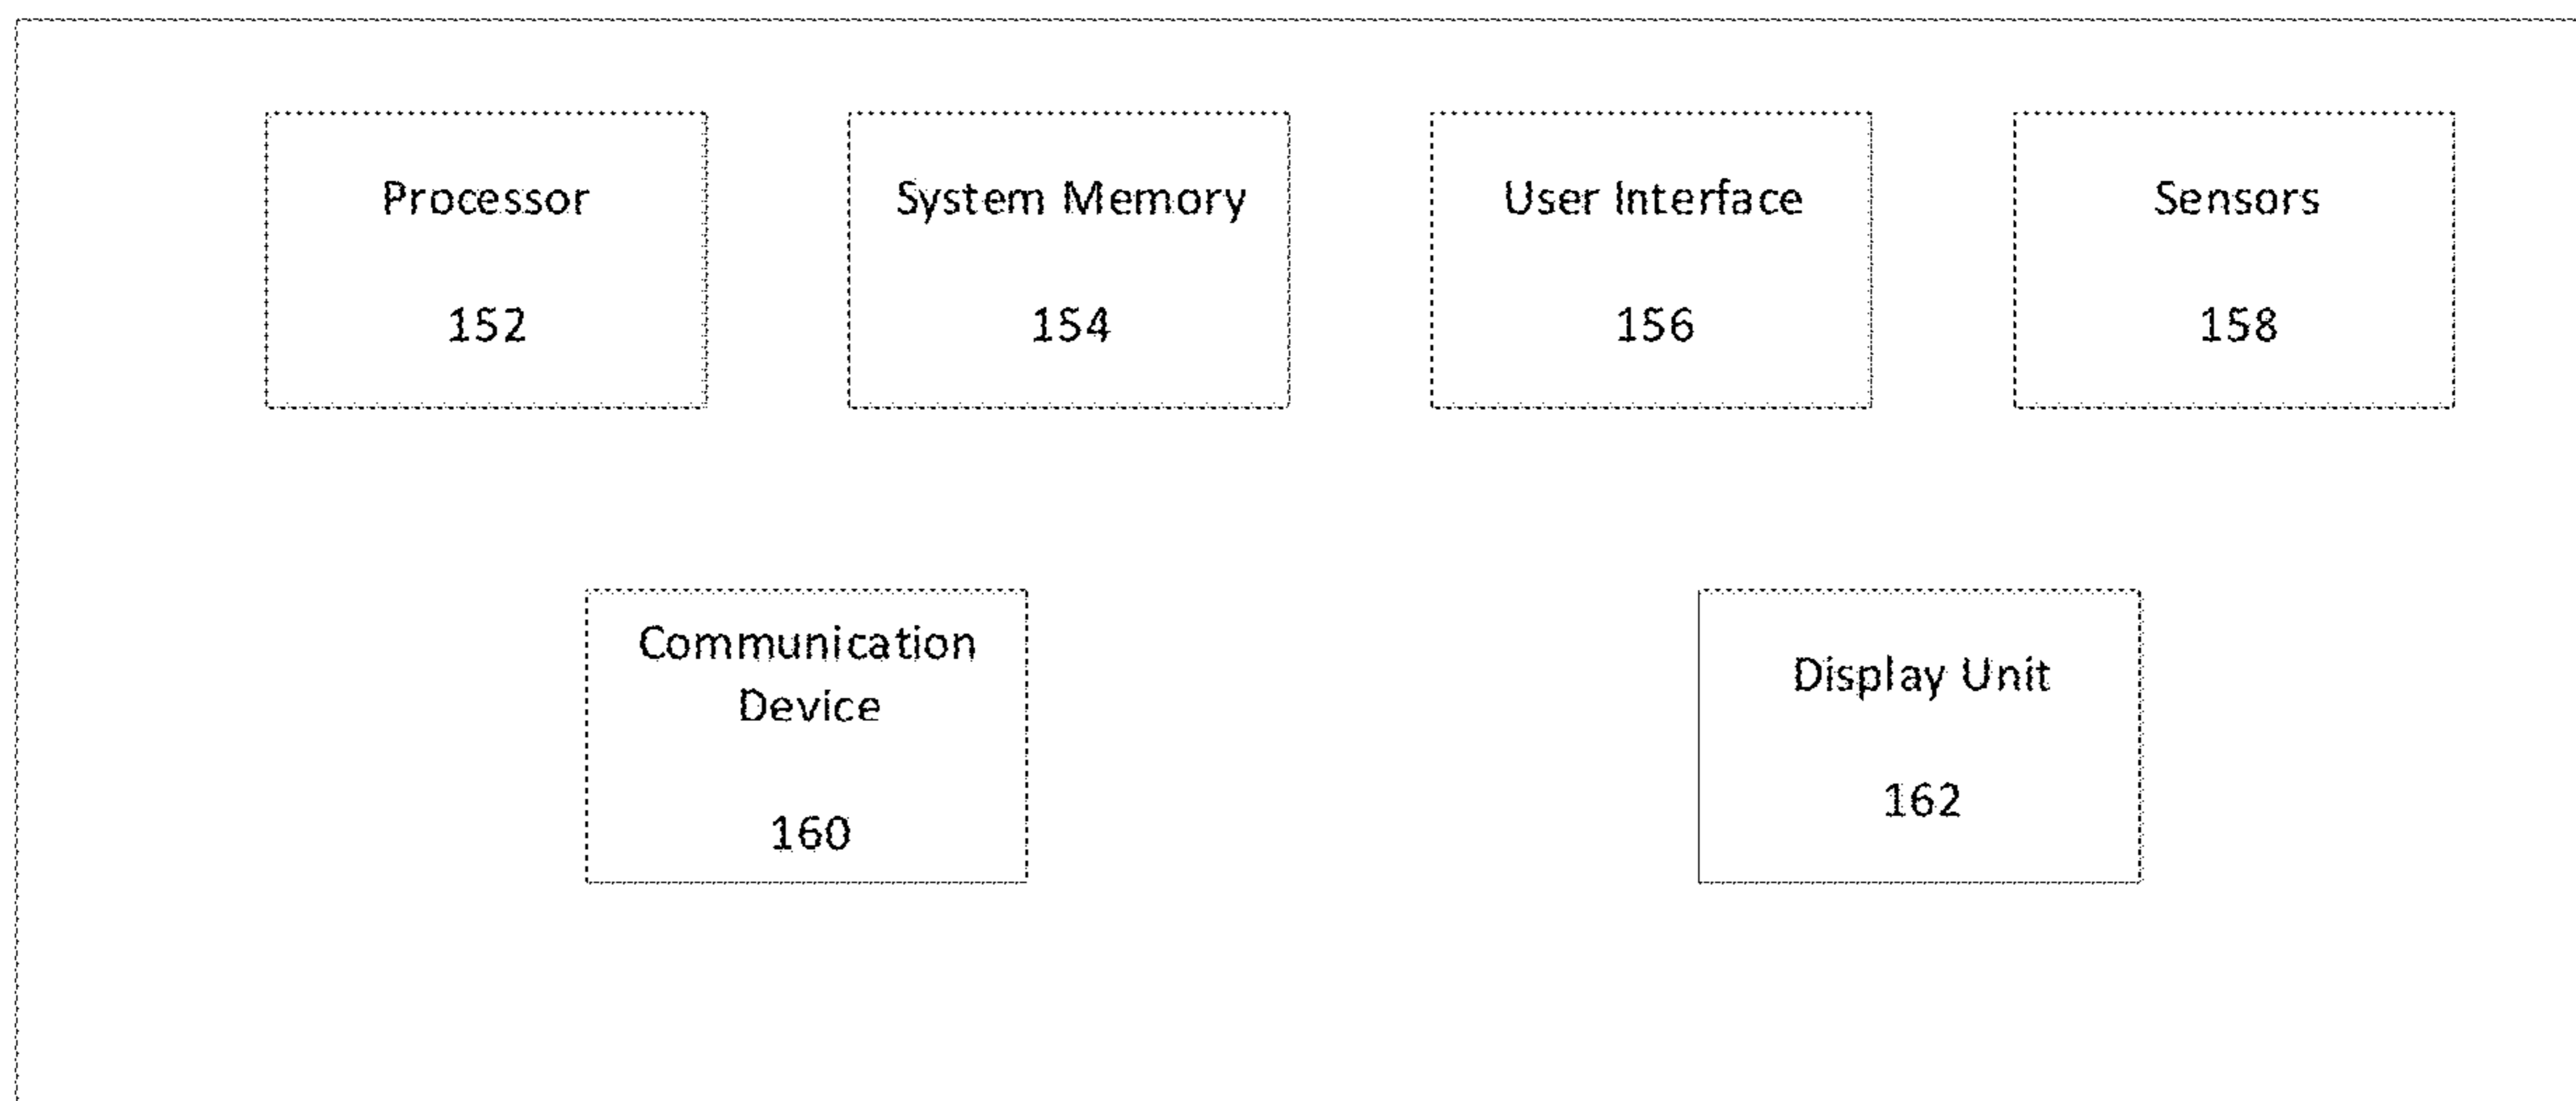 Processor
152
System Memory
154
User Interface
156
Sensors
158
Communication
Device
160
Display Unit
162